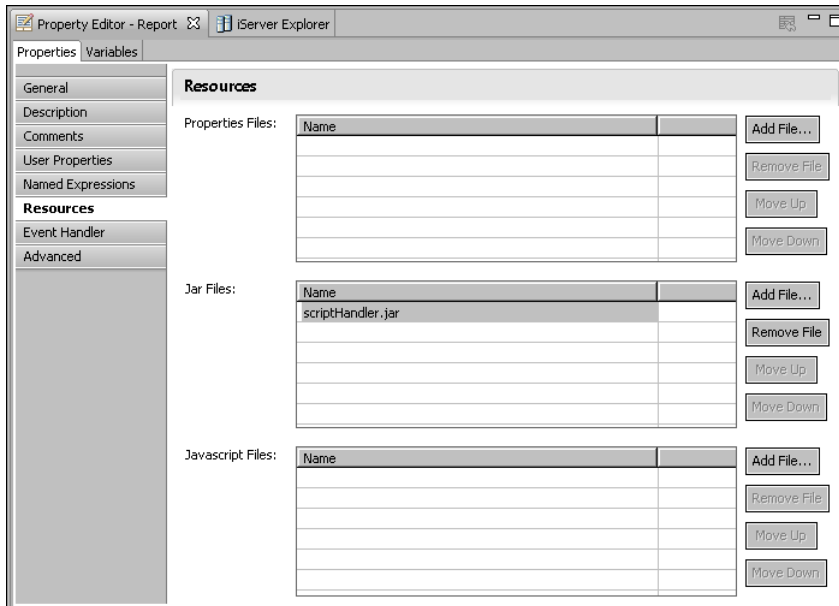 Property Editor - Report iServer Explorer
Properties Variables
General
Description
Comments
User Properties
Named Expressions
Resources
Event Handler
Advanced
Resources
Properties Files:
Name
Add File...
Remove File
Move Up
Move Down
Jar Files:
Name
scriptHandler.jar
Add File...
Remove File
Move Up
Move Down
Javascript Files:
Name
Add File...
Remove File
Move Up
Move Down